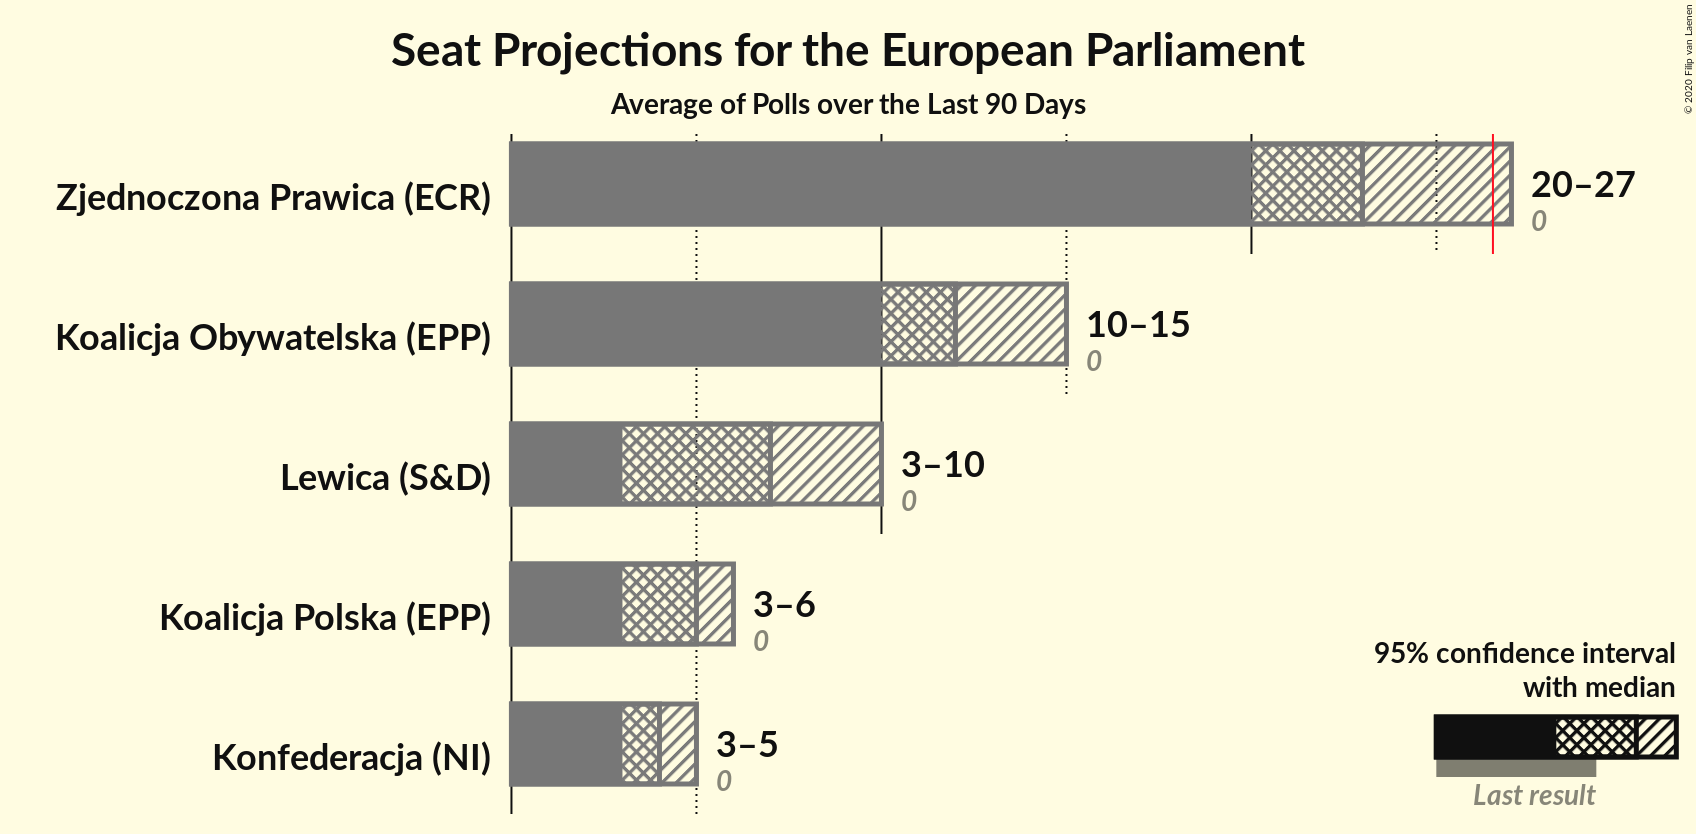 Seat Projections for the European Parliament
Average of Polls over the Last 90 Days
© 2020 Filip van Laenen
Zjednoczona Prawica (ECR)
20–27
0
Koalicja Obywatelska (EPP)
10–15
0
Lewica (S&D)
3–10
0
Koalicja Polska (EPP)
3–6
0
Konfederacja (NI)
3–5
0
95% confidence interval
with median
Last result